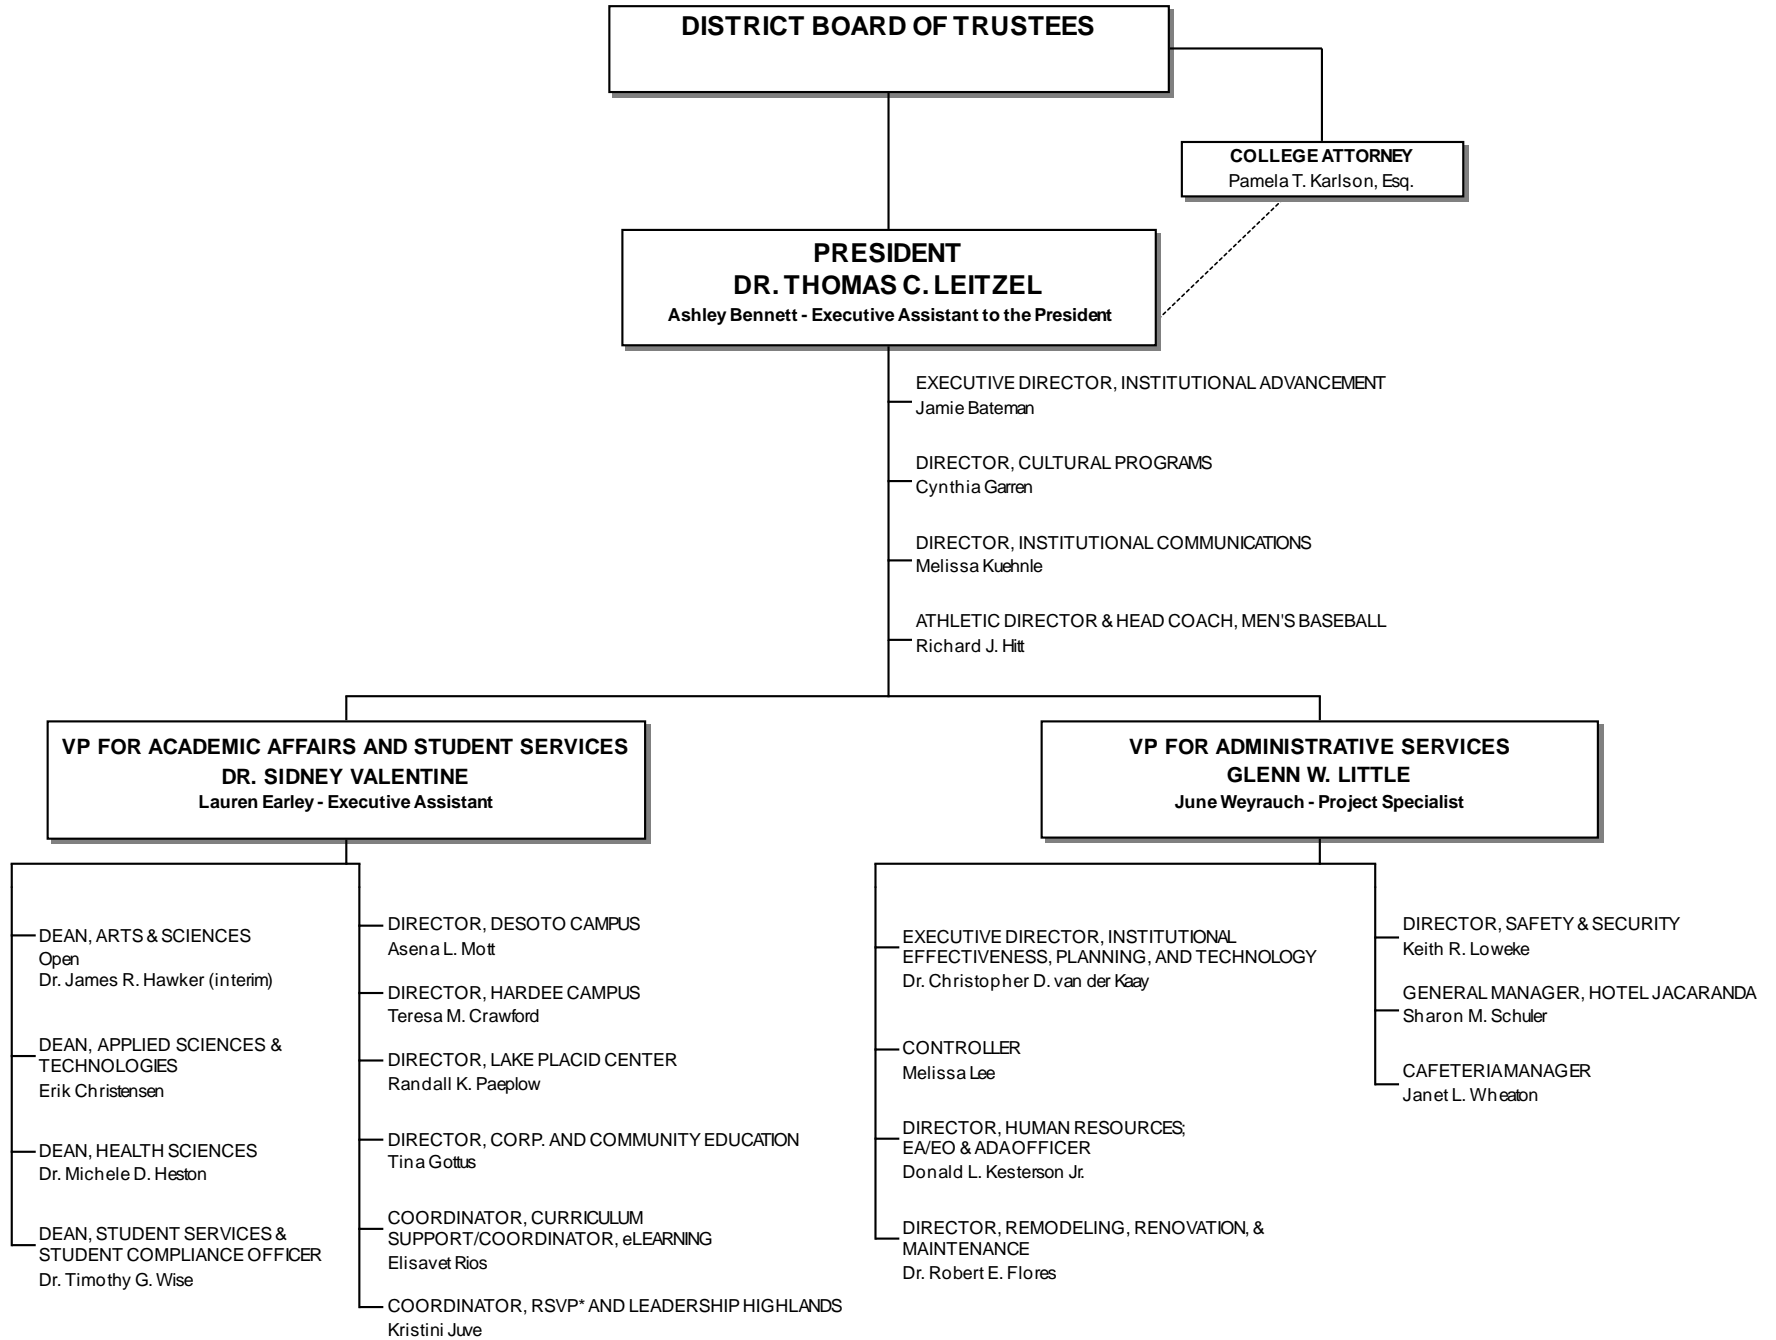 DISTRICT BOARD OF TRUSTEES
COLLEGE ATTORNEY
Pamela T. Karlson, Esq.
PRESIDENT
DR. THOMAS C. LEITZEL
Ashley Bennett - Executive Assistant to the President
EXECUTIVE DIRECTOR, INSTITUTIONAL ADVANCEMENT
Jamie Bateman
DIRECTOR, CULTURAL PROGRAMS
Cynthia Garren
DIRECTOR, INSTITUTIONAL COMMUNICATIONS
Melissa Kuehnle
ATHLETIC DIRECTOR & HEAD COACH, MEN'S BASEBALL
Richard J. Hitt
VP FOR ACADEMIC AFFAIRS AND STUDENT SERVICES
DR. SIDNEY VALENTINE
Lauren Earley - Executive Assistant
DEAN, ARTS & SCIENCES
Open
Dr. James R. Hawker (interim)
DEAN, APPLIED SCIENCES &
TECHNOLOGIES
Erik Christensen
DEAN, HEALTH SCIENCES
Dr. Michele D. Heston
DEAN, STUDENT SERVICES &
STUDENT COMPLIANCE OFFICER
Dr. Timothy G. Wise
DIRECTOR, DESOTO CAMPUS
Asena L. Mott
DIRECTOR, HARDEE CAMPUS
Teresa M. Crawford
DIRECTOR, LAKE PLACID CENTER
Randall K. Paeplow
DIRECTOR, CORP. AND COMMUNITY EDUCATION
Tina Gottus
COORDINATOR, CURRICULUM
SUPPORT/COORDINATOR, eLEARNING
Elisavet Rios
COORDINATOR, RSVP* AND LEADERSHIP HIGHLANDS
Kristini Juve
VP FOR ADMINISTRATIVE SERVICES
GLENN W. LITTLE
June Weyrauch - Project Specialist
EXECUTIVE DIRECTOR, INSTITUTIONAL
EFFECTIVENESS, PLANNING, AND TECHNOLOGY
Dr. Christopher D. van der Kaay
CONTROLLER
Melissa Lee
DIRECTOR, HUMAN RESOURCES;
EA/EO & ADA OFFICER
Donald L. Kesterson Jr.
DIRECTOR, REMODELING, RENOVATION, &
MAINTENANCE
Dr. Robert E. Flores
DIRECTOR, SAFETY & SECURITY
Keith R. Loweke
GENERAL MANAGER, HOTEL JACARANDA
Sharon M. Schuler
CAFETERIA MANAGER
Janet L. Wheaton